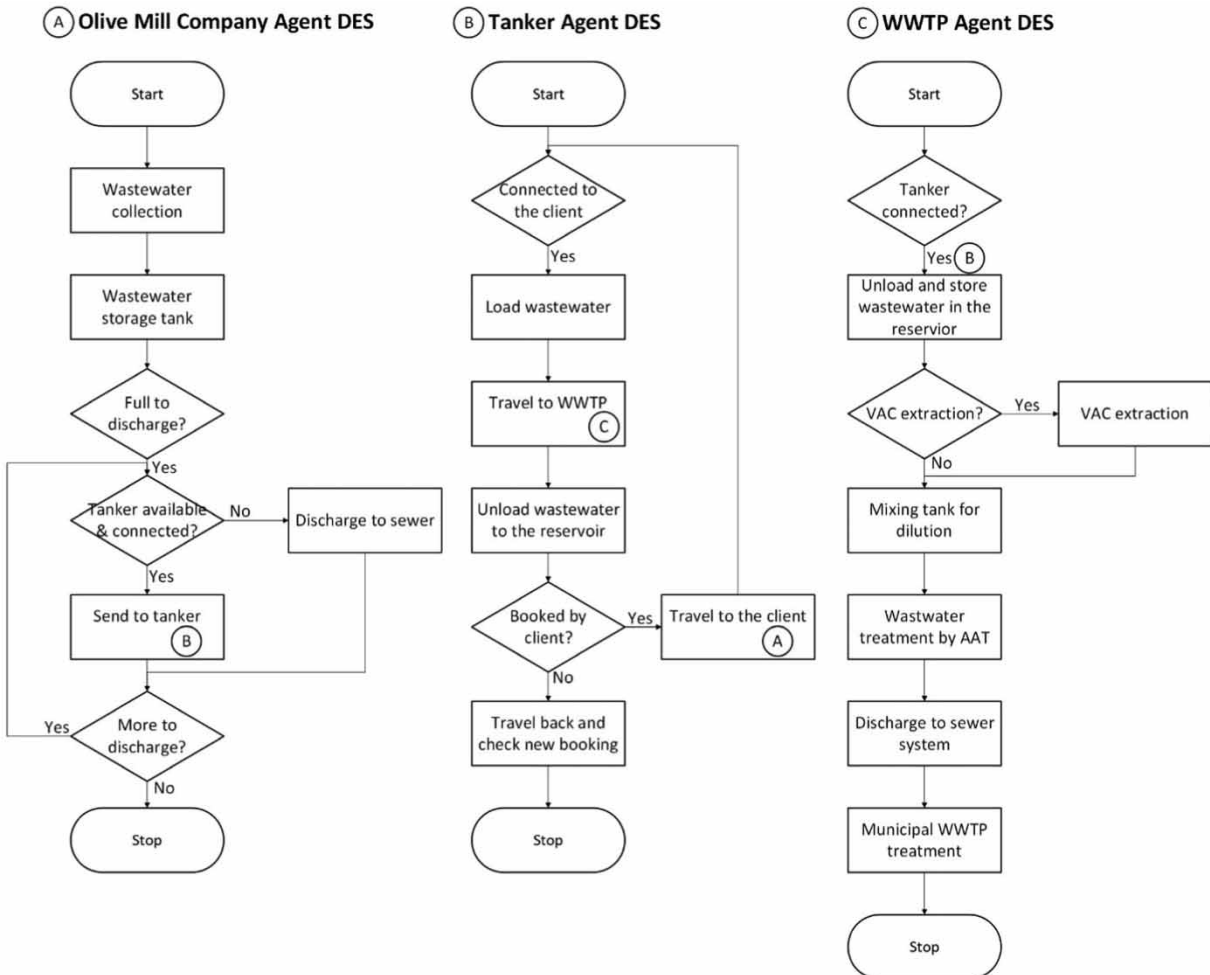 A Olive Mill Company Agent DES
Start
Wastewater
collection
Wastewater
storage tank
Full to
discharge?
Yes
Tanker available
& connected?
No
Discharge to sewer
Yes
Send to tanker
B
More to
discharge?
Yes
No
Stop
B Tanker Agent DES
Start
Connected to
the client
Yes
Load wastewater
Travel to WWTP
C
Unload wastewater
to the reservoir
Booked by
client?
Yes
Travel to the client
A
No
Travel back and
check new booking
Stop
C WWTP Agent DES
Start
Tanker
connected?
Yes B
Unload and store
wastewater in the
reservior
VAC extraction?
Yes
VAC extraction
No
Mixing tank for
dilution
Wastwater
treatment by AAT
Discharge to sewer
system
Municipal WWTP
treatment
Stop